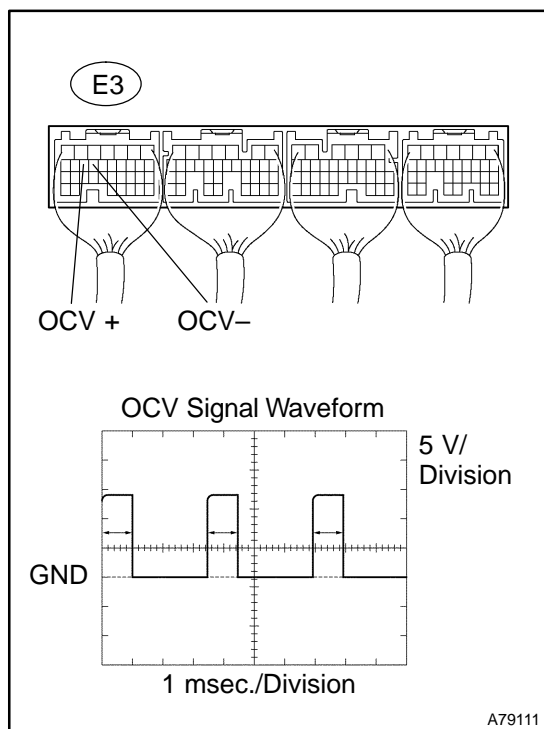 E3
OCV +
OCV–
OCV Signal Waveform
5 V/
Division
GND
1 msec./Division
A79111